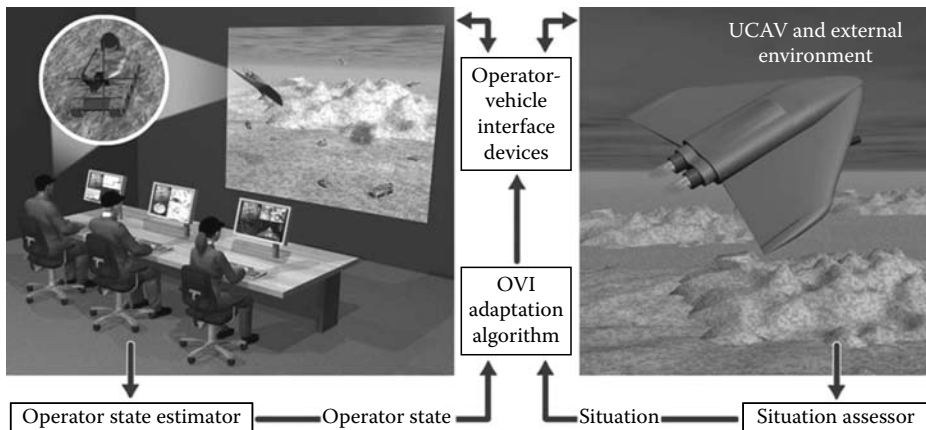 UCAV and external
environment
Operator-
vehicle
interface
devices
OVI
adaptation
algorithm
Operator state estimator
Operator state
Situation
Situation assessor